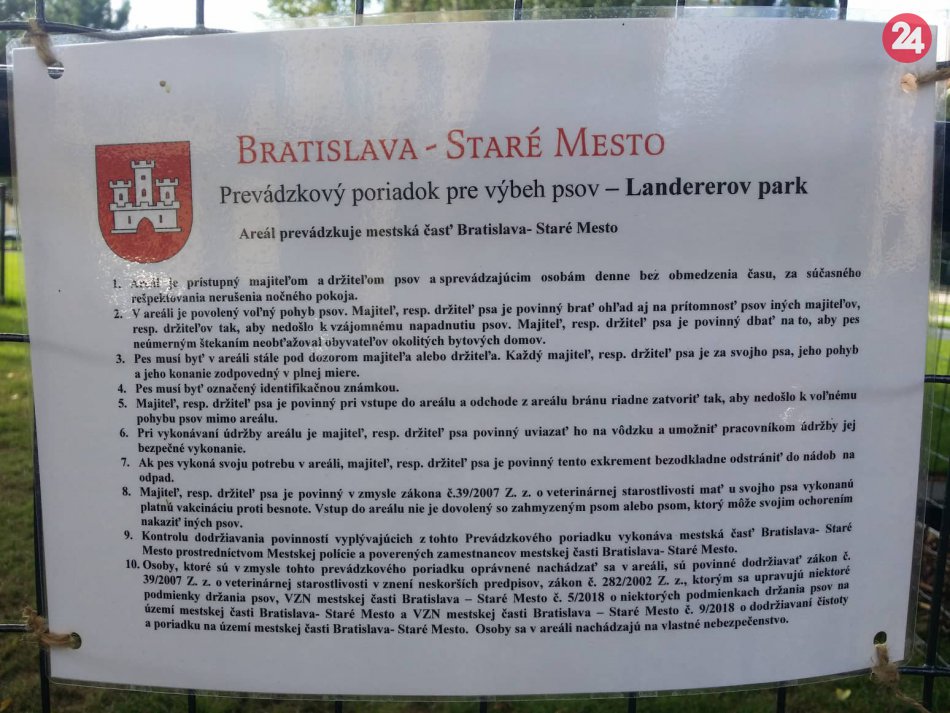 24
BRATISLAVA - STARÉ MESTO
Prevádzkový poriadok pre výbeh psov – Landererov park
Areál prevádzkuje mestská časť Bratislava- Staré Mesto
1. Areál je prístupný majiteľom a držiteľom psov a sprevádzajúcim osobám denne bez obmedzenia času, za súčasného
rešpektovania nerušenia nočného pokoja.
2. V areáli je povolený voľný pohyb psov. Majiteľ, resp. držiteľ psa je povinný brať ohľad aj na prítomnosť psov iných majiteľov,
resp. držiteľov tak, aby nedošlo k vzájomnému napadnutiu psov. Majiteľ, resp. držiteľ psa je povinný dbať na to, aby pes
neúmerným štekaním neobťažoval obyvateľov okolitých bytových domov.
3. Pes musí byť v areáli stále pod dozorom majiteľa alebo držiteľa. Každý majiteľ, resp. držiteľ psa je za svojho psa, jeho pohyb
a jeho konanie zodpovedný v plnej miere.
4. Pes musí byť označený identifikačnou známkou.
5. Majiteľ, resp. držiteľ psa je povinný pri vstupe do areálu a odchode z areálu bránu riadne zatvoriť tak, aby nedošlo k voľnému
pohybu psov mimo areálu.
6. Pri vykonávaní údržby areálu je majiteľ, resp. držiteľ psa povinný uviazať ho na vôdzku a umožniť pracovníkom ádržby jej
bezpečné vykonanie.
7. Ak pes vykoná svoju potrebu v areáli, majiteľ, resp. držiteľ psa je povinný tento exkrement bezodkladne odstrániť do nádob na
odpad.
8. Majiteľ, resp. držiteľ psa je povinný v zmysle zákona č.39/2007 Z. z. o veterinárnej starostlivosti mať u svojho psa vykonanú
platnú vakcináciu proti besnote. Vstup do areálu nie je dovolený so zahmyzeným psom alebo psom, ktorý môže svojim ochorením
nakaziť iných psov.
9. Kontrolu dodržiavania povinností vyplývajúcich z tohto Prevádzkového poriadku vykonáva mestská časť Bratislava- Staré
Mesto prostredníctvom Mestskej polície a poverených zamestnancov mestskej časti Bratislava- Staré Mesto.
10. Osoby, ktoré sú v zmysle tohto prevádzkového poriadku oprávnené nachádzať sa v areáli, sú povinné dodržiavať zákon č.
39/2007 Z. z. o veterinárnej starostlivosti v znení neskorších predpisov, zákon č. 282/2002 Z. z., ktorým sa upravujú niektoré
podmienky držania psov, VZN mestskej časti Bratislava – Staré Mesto č. 5/2018 o niektorých podmienkach držania psov na
území mestskej časti Bratislava- Staré Mesto a VZN mestskej časti Bratislava – Staré Mesto č. 9/2018 o dodržiavaní čistoty
a poriadku na území mestskej časti Bratislava- Staré Mesto. Osoby sa v areáli nachádzajú na vlastné nebezpečenstvo.